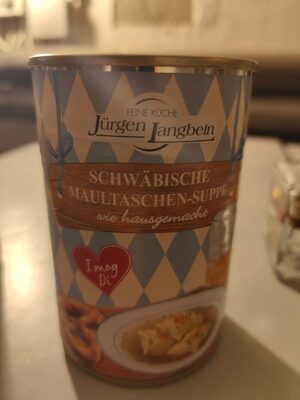 FEINE KÜCHE
Jürgen Langbein
SCHWÄBISCHE
MAULTASCHEN-SUPPE
wie hausgemacht
I mog
Di